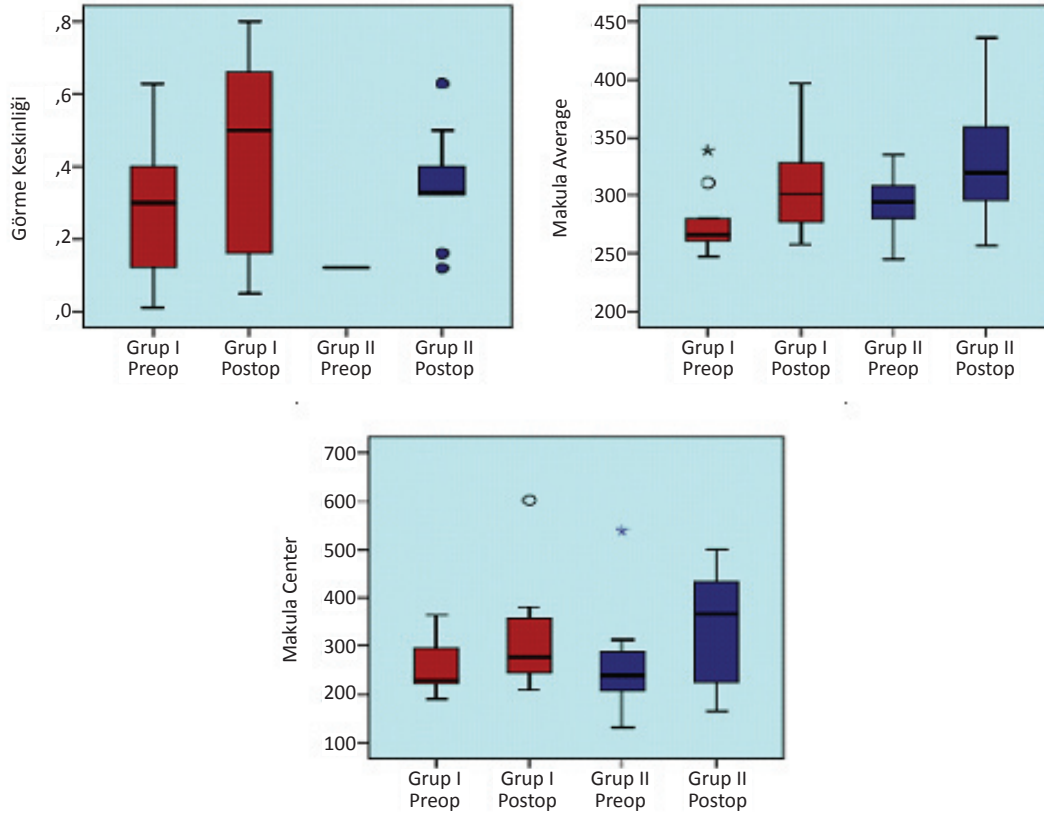 Görme Keskinliği
,8
,6
,4
,2
,0
Grup I Preop
Grup I Postop
Grup II Preop
Grup II Postop
Makula Average
450
400
350
300
250
200
Grup I Preop
Grup I Postop
Grup II Preop
Grup II Postop
Makula Center
700
600
500
400
300
200
100
Grup I Preop
Grup I Postop
Grup II Preop
Grup II Postop